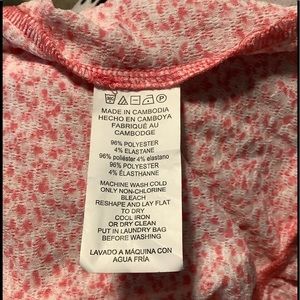 MADE IN CAMBODIA
HECHO EN CAMBOYA
FABRIQUÉ AU
CAMBODGE
96% POLYESTER
4% ELASTANE
96% poliéster 4% elastano
96% POLYESTER
4% ÉLASTHANNE
MACHINE WASH COLD
ONLY NON-CHLORINE
BLEACH
RESHAPE AND LAY FLAT
TO DRY
COOL IRON
OR DRY CLEAN
PUT IN LAUNDRY BAG
BEFORE WASHING
LAVADO A MÁQUINA CON
AGUA FRÍA